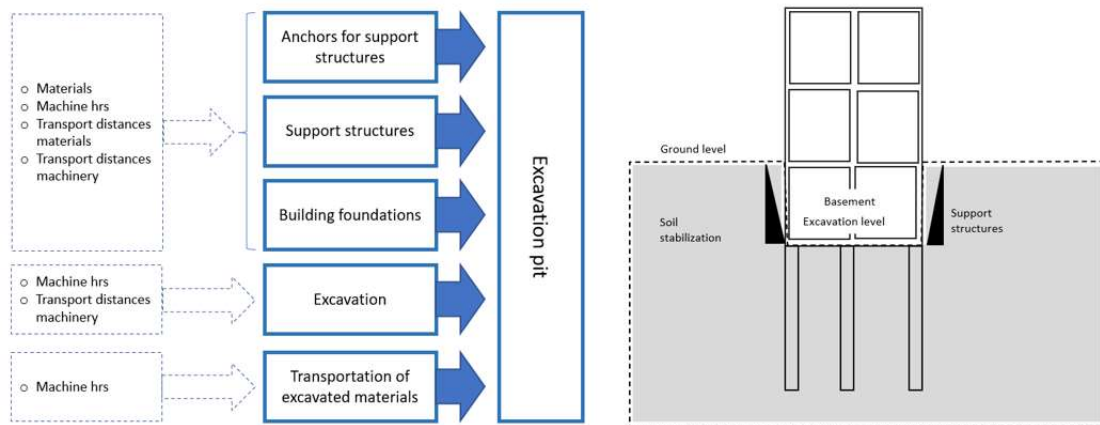 ○ Materials
○ Machine hrs
○ Transport distances
materials
○ Transport distances
machinery
Anchors for support
structures
Support structures
Building foundations
○ Machine hrs
○ Transport distances
machinery
Excavation
○ Machine hrs
Transportation of
excavated materials
Excavation pit
Ground level
Basement
Excavation level
Soil
stabilization
Support
structures